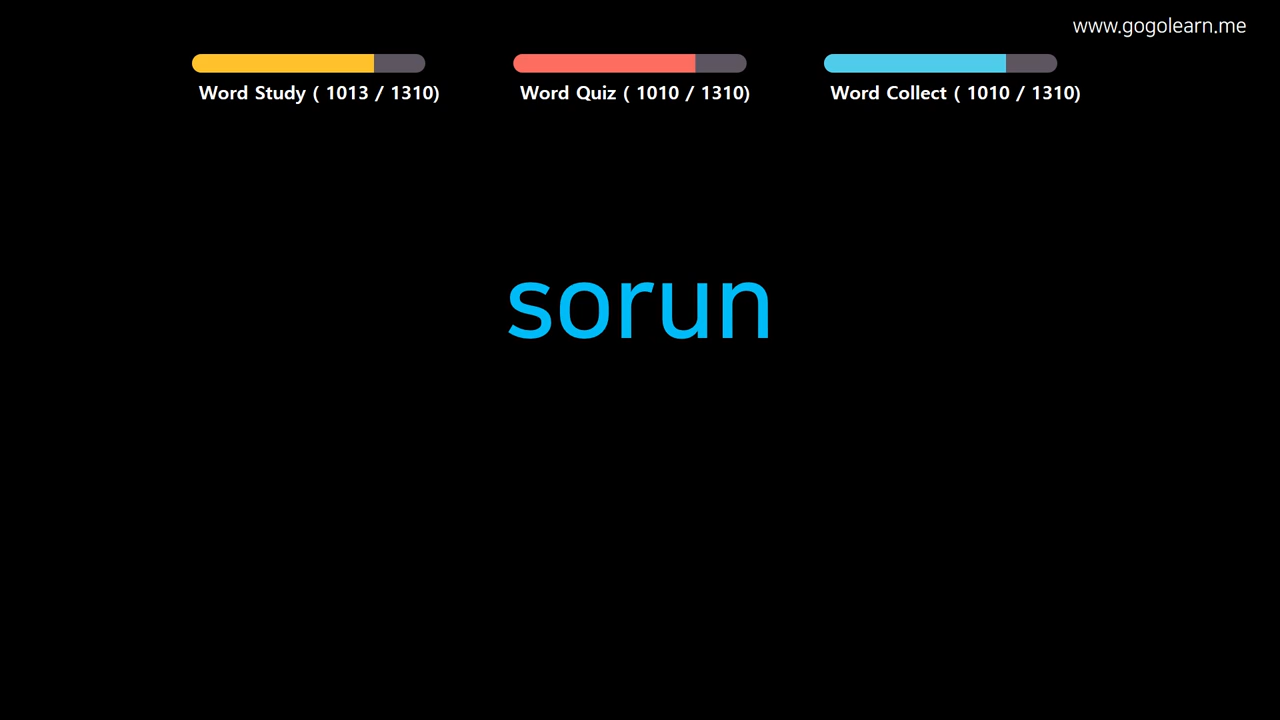 www.gogolearn.me
Word Study ( 1013 / 1310)
Word Quiz ( 1010 / 1310)
Word Collect ( 1010 / 1310)
sorun